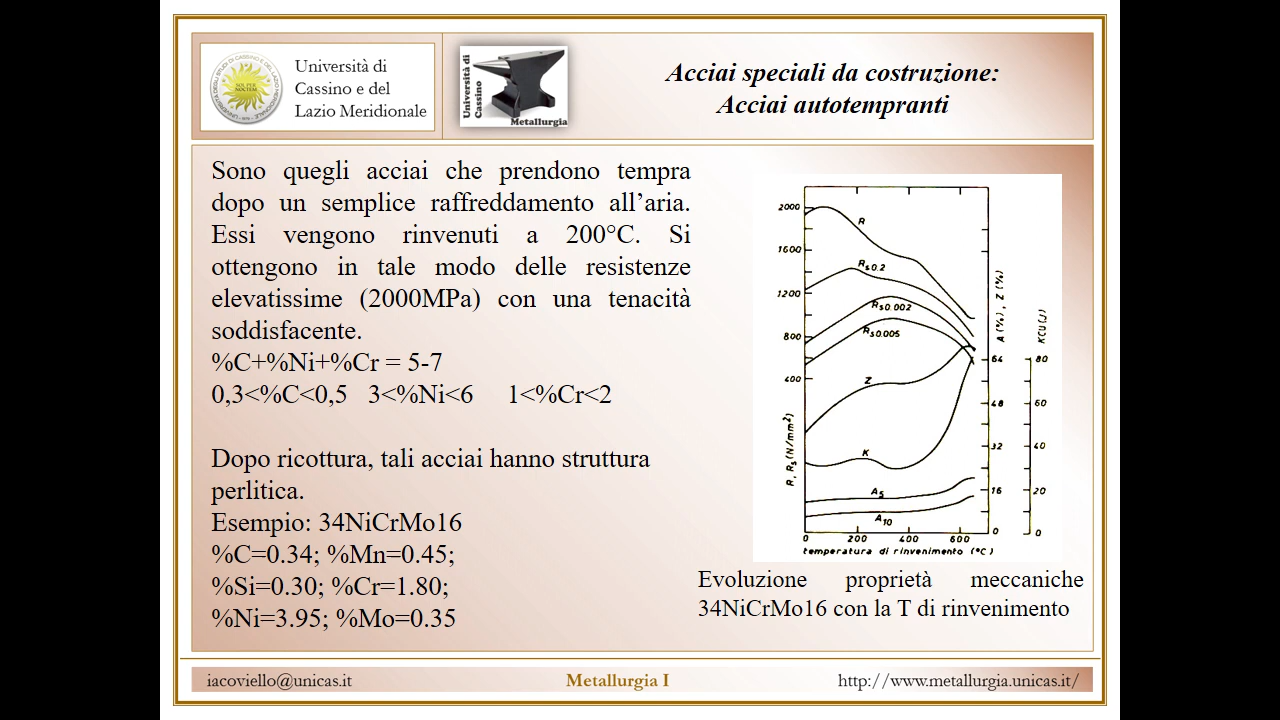 Università di
Cassino e del
Lazio Meridionale
Università di
Cassino
Metallurgia
Acciai speciali da costruzione:
Acciai autotempranti
Sono quegli acciai che prendono tempra
dopo un semplice raffreddamento all’aria.
Essi vengono rinvenuti a 200°C. Si
ottengono in tale modo delle resistenze
elevatissime (2000MPa) con una tenacità
soddisfacente.
%C+%Ni+%Cr = 5-7
0,3<%C<0,5 3<%Ni<6 1<%Cr<2
Dopo ricottura, tali acciai hanno struttura
perlitica.
Esempio: 34NiCrMo16
%C=0.34; %Mn=0.45;
%Si=0.30; %Cr=1.80;
%Ni=3.95; %Mo=0.35
2000
1600
1200
800
400
R, Rs (N/mm²)
R
Rs0.2
Rs0.002
Rs0.005
Z
K
A5
A10
A(%), Z(%)
64
48
32
16
0
KCU(J)
80
60
40
20
0
0 200 400 600
temperatura di rinvenimento (°C)
Evoluzione proprietà meccaniche
34NiCrMo16 con la T di rinvenimento
iacoviello@unicas.it
Metallurgia I
http://www.metallurgia.unicas.it/